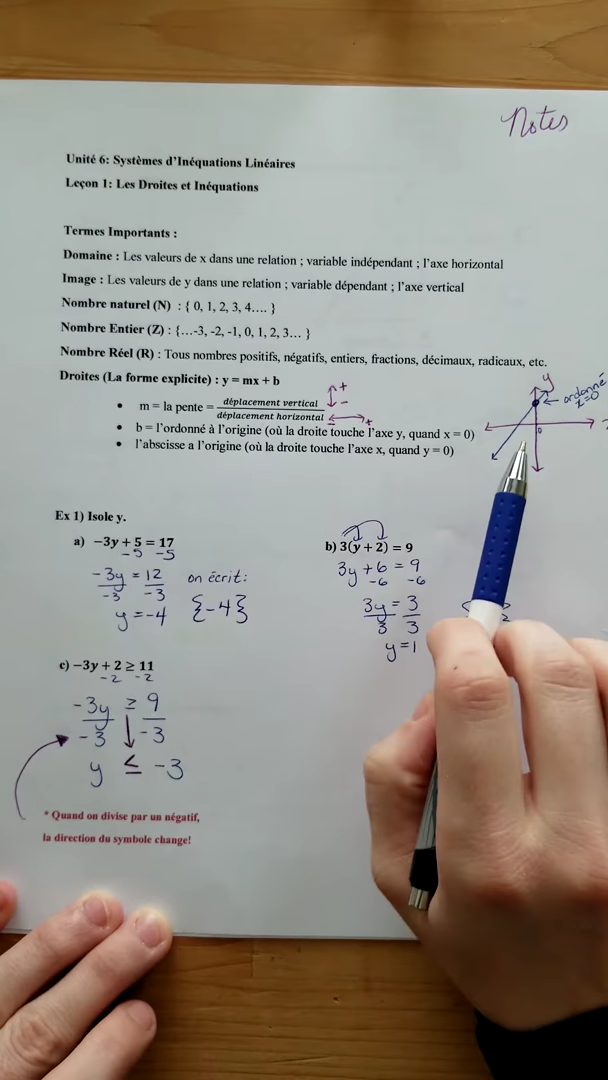 Notes
Unité 6: Systèmes d'Inéquations Linéaires
Leçon 1: Les Droites et Inéquations
Termes Importants :
Domaine : Les valeurs de x dans une relation ; variable indépendant ; l'axe horizontal
Image : Les valeurs de y dans une relation ; variable dépendant ; l'axe vertical
Nombre naturel (N) : { 0, 1, 2, 3, 4.... }
Nombre Entier (Z) : {...-3, -2, -1, 0, 1, 2, 3... }
Nombre Réel (R) : Tous nombres positifs, négatifs, entiers, fractions, décimaux, radicaux, etc.
Droites (La forme explicite) : y = mx + b
• m = la pente = déplacement vertical + -
déplacement horizontal - +
• b = l'ordonné à l'origine (où la droite touche l'axe y, quand x = 0)
• l'abscisse a l'origine (où la droite touche l'axe x, quand y = 0)
y
ordonné
x=0
0
Ex 1) Isole y.
a) −3y + 5 = 17
-5 -5
-3y = 12
-3 -3
y = -4
on écrit:
{-4}
b) 3(y + 2) = 9
3y + 6 = 9
-6 -6
3y = 3
3 3
y = 1
c) −3y + 2 ≥ 11
-2 -2
-3y ≥ 9
-3 -3
y ≤ -3
* Quand on divise par un négatif,
la direction du symbole change!